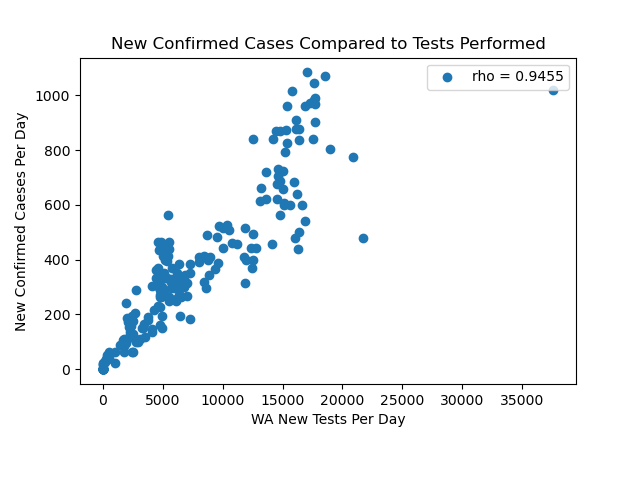 New Confirmed Cases Compared to Tests Performed
rho = 0.9455
New Confirmed Caeses Per Day
1000
800
600
400
200
0
0 5000 10000 15000 20000 25000 30000 35000
WA New Tests Per Day